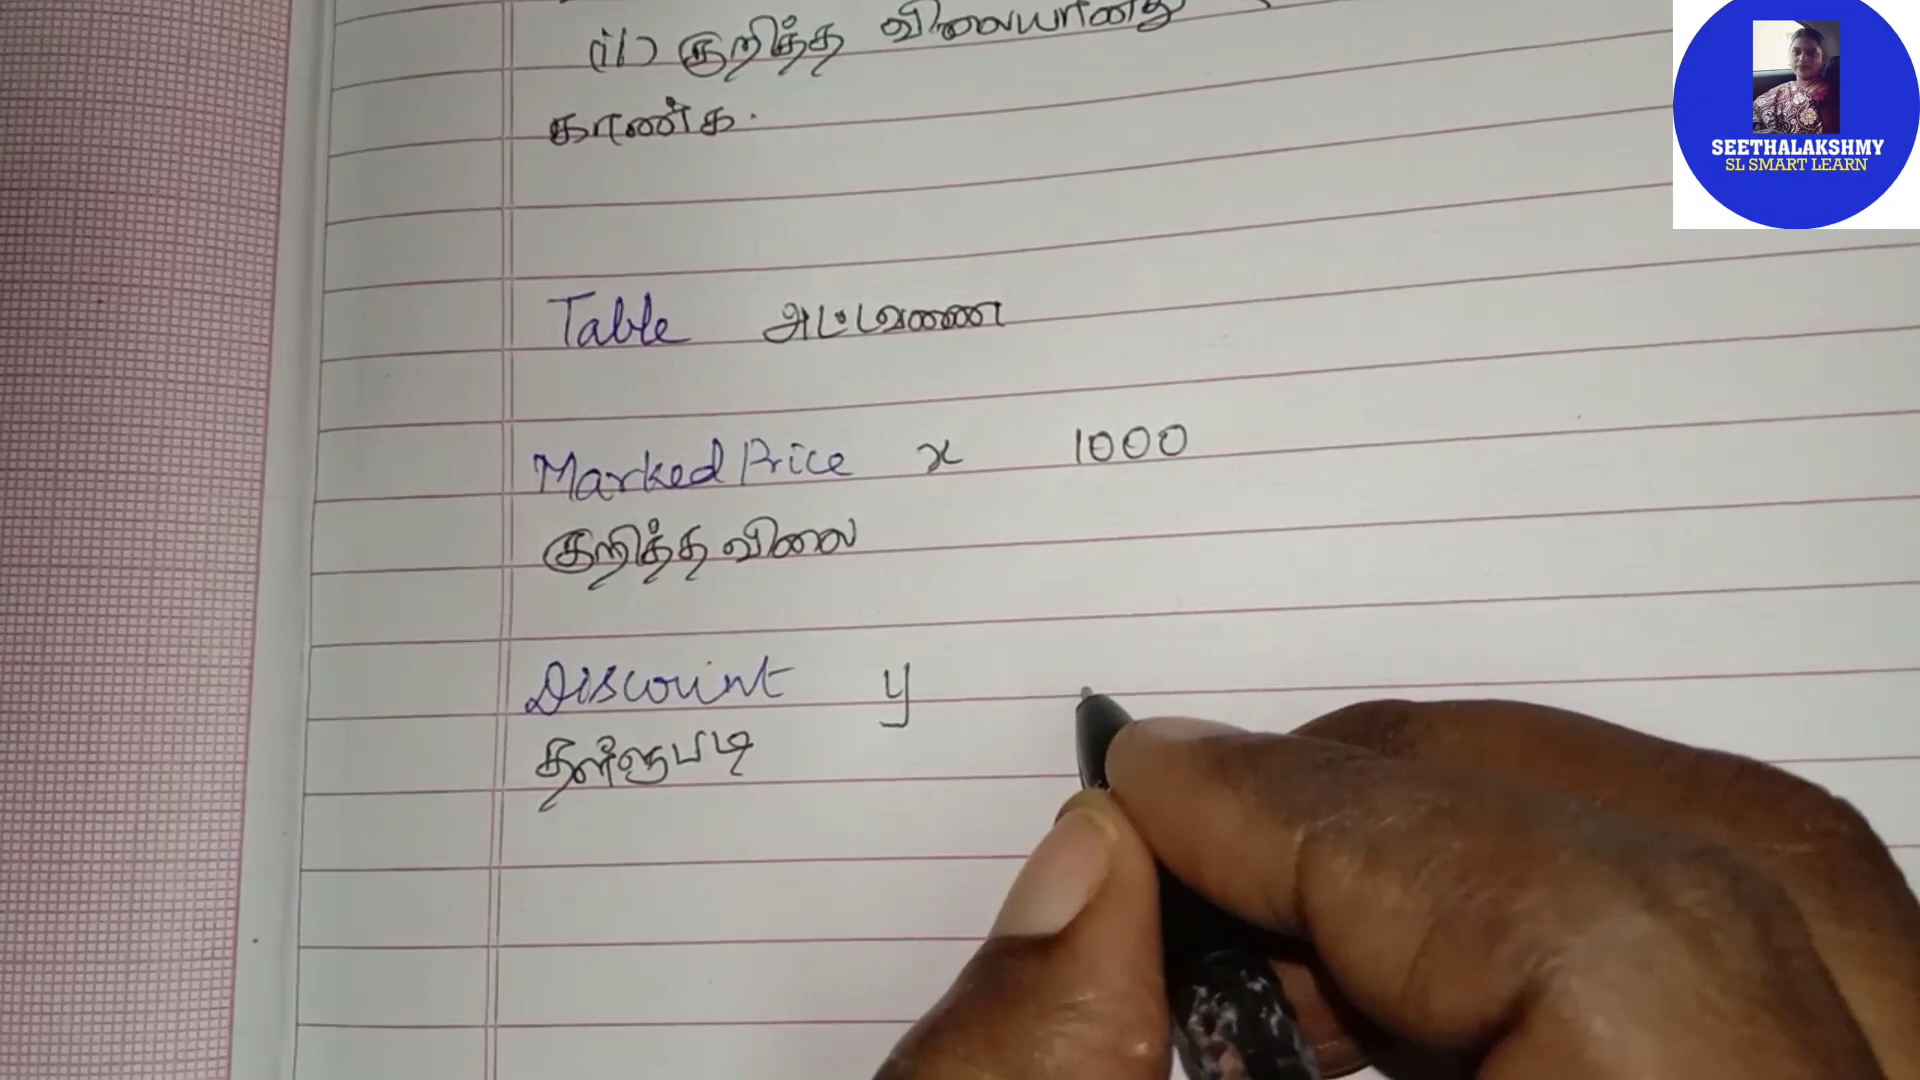 (ii) குறித்த விலையானது
காண்க.
Table அட்டவணை
Marked Price x 1000
குறித்த விலை
Discount y
தள்ளுபடி
SEETHALAKSHMY
SL SMART LEARN